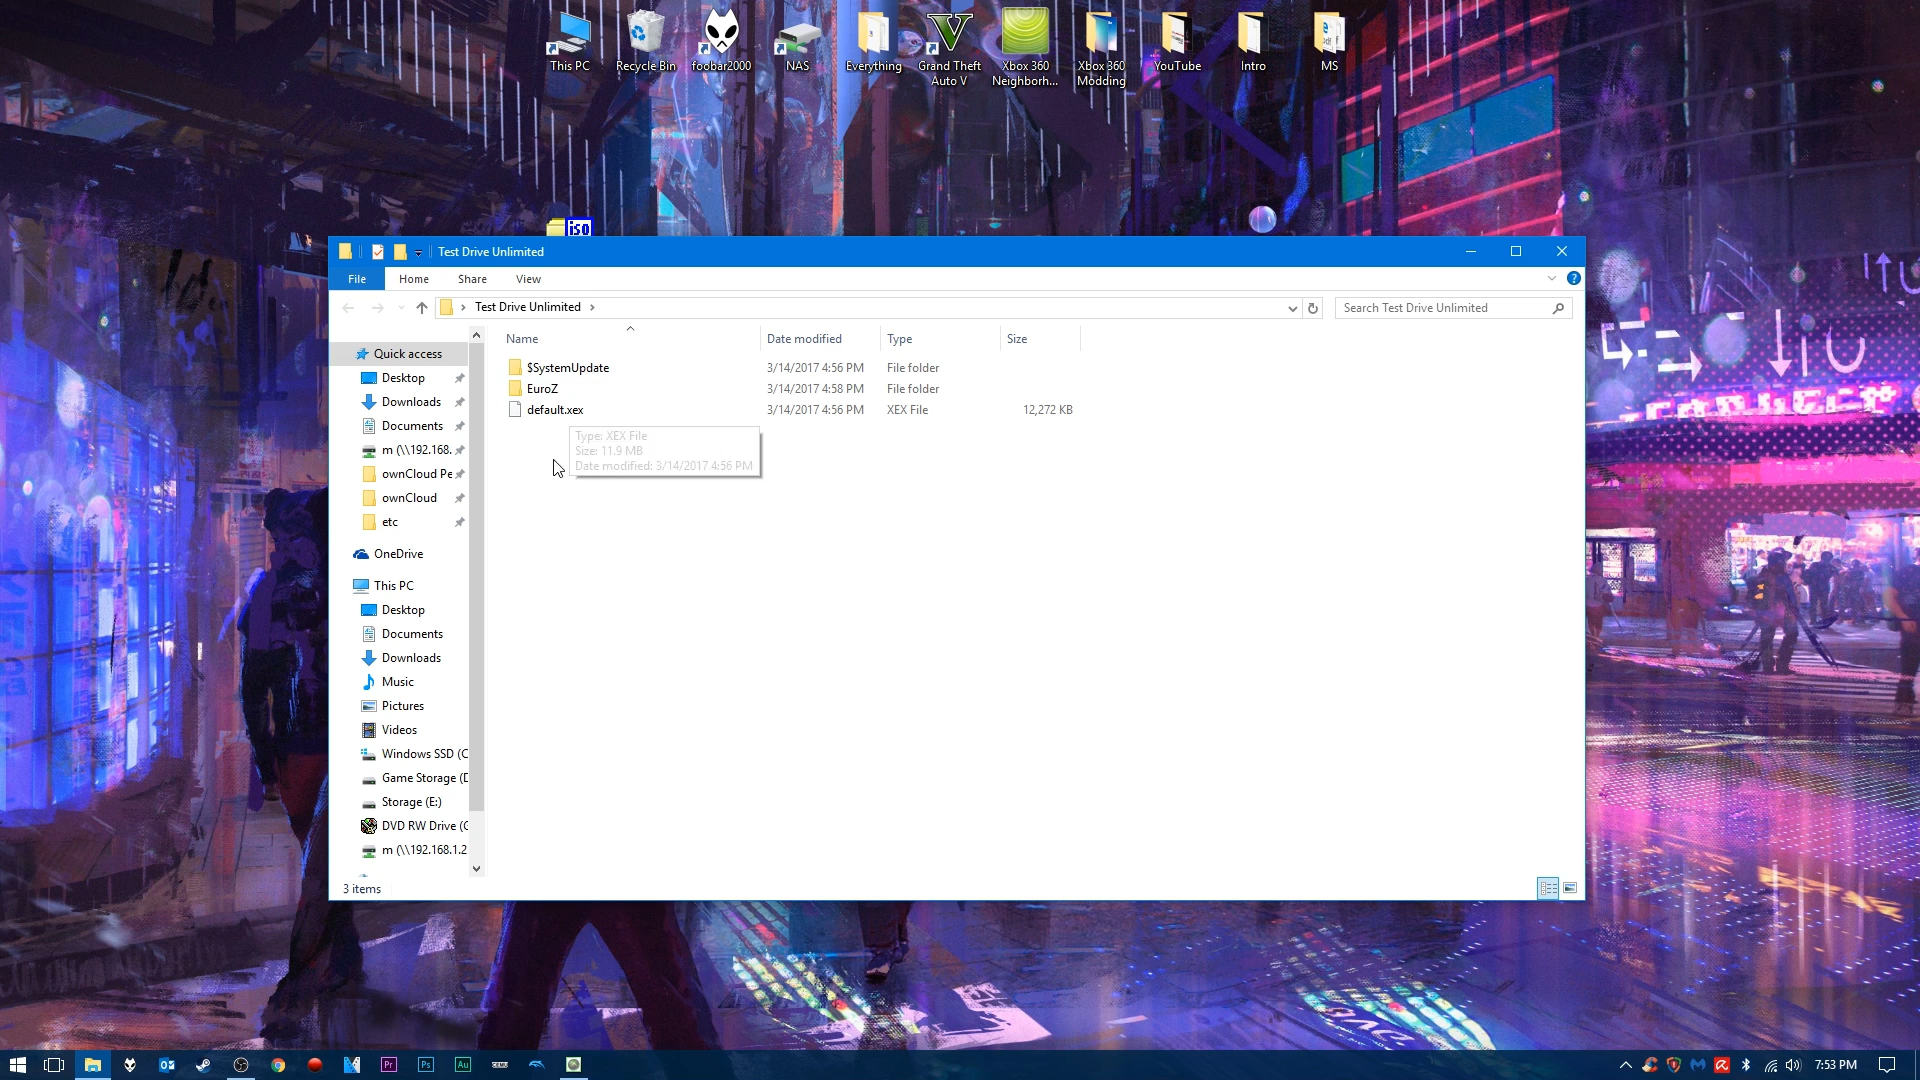 This PC
Recycle Bin
foobar2000
NAS
Everything
Grand Theft
Auto V
Xbox 360
Neighborh...
Xbox 360
Modding
YouTube
Intro
MS
iso
Test Drive Unlimited
File
Home
Share
View
Test Drive Unlimited
Search Test Drive Unlimited
Name
Date modified
Type
Size
$SystemUpdate
3/14/2017 4:56 PM
File folder
EuroZ
3/14/2017 4:58 PM
File folder
default.xex
3/14/2017 4:56 PM
XEX File
12,272 KB
Type: XEX File
Size: 11.9 MB
Date modified: 3/14/2017 4:56 PM
Quick access
Desktop
Downloads
Documents
m (\\192.168.
ownCloud Pe
ownCloud
etc
OneDrive
This PC
Desktop
Documents
Downloads
Music
Pictures
Videos
Windows SSD (C
Game Storage (D
Storage (E:)
DVD RW Drive (G
m (\\192.168.1.2
3 items
Pr
Ps
Au
CEMU
7:53 PM